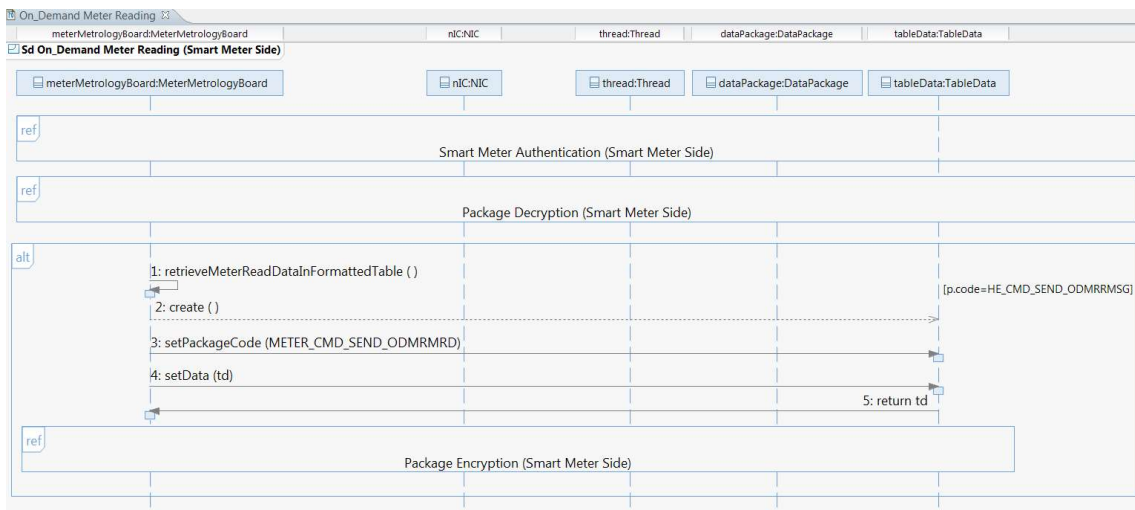 On_Demand Meter Reading
meterMetrologyBoard:MeterMetrologyBoard nIC:NIC thread:Thread dataPackage:DataPackage tableData:TableData
Sd On_Demand Meter Reading (Smart Meter Side)
meterMetrologyBoard:MeterMetrologyBoard nIC:NIC thread:Thread dataPackage:DataPackage tableData:TableData
ref
Smart Meter Authentication (Smart Meter Side)
ref
Package Decryption (Smart Meter Side)
alt
1: retrieveMeterReadDataInFormattedTable ( )
[p.code=HE_CMD_SEND_ODMRRMSG]
2: create ( )
3: setPackageCode (METER_CMD_SEND_ODMRMRD)
4: setData (td)
5: return td
ref
Package Encryption (Smart Meter Side)